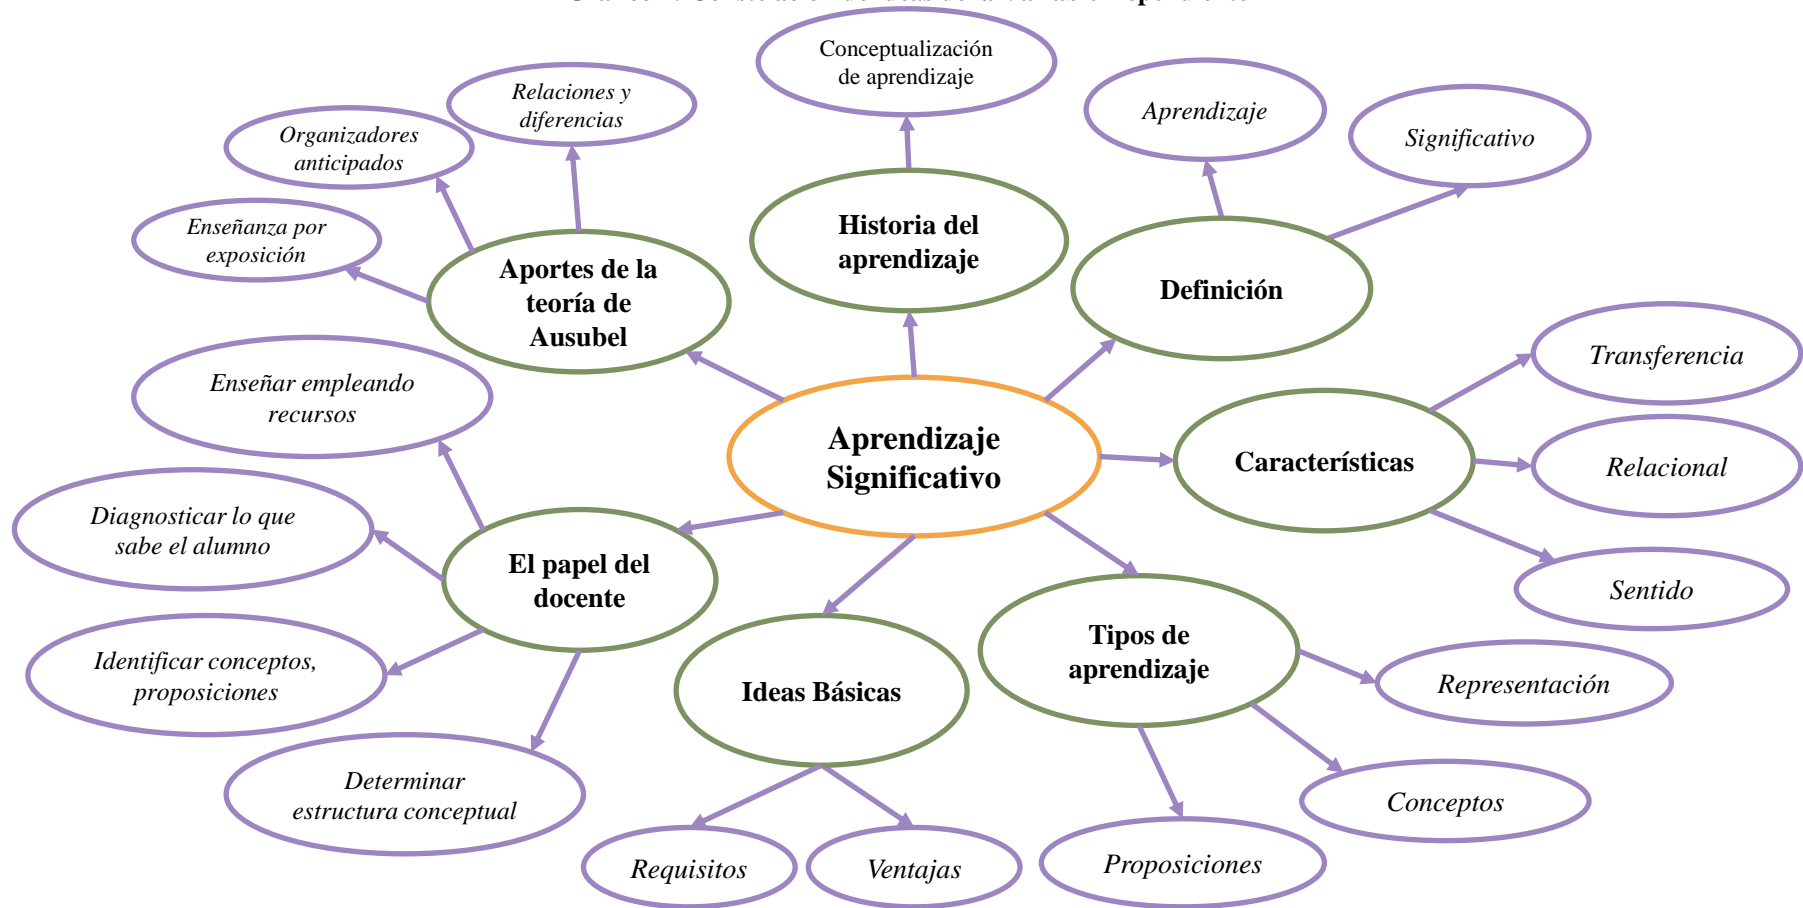 Conceptualización
de aprendizaje
Relaciones y
diferencias
Aprendizaje
Significativo
Organizadores
anticipados
Enseñanza por
exposición
Historia del
aprendizaje
Aportes de la
teoría de
Ausubel
Definición
Transferencia
Enseñar empleando
recursos
Aprendizaje
Significativo
Características
Relacional
Diagnosticar lo que
sabe el alumno
El papel del
docente
Sentido
Tipos de
aprendizaje
Identificar conceptos,
proposiciones
Ideas Básicas
Representación
Determinar
estructura conceptual
Conceptos
Requisitos
Ventajas
Proposiciones